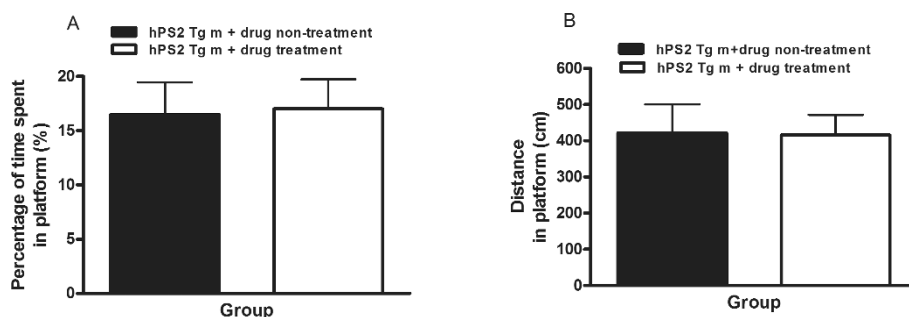 A
hPS2 Tg m + drug non-treatment
hPS2 Tg m + drug treatment
Percentage of time spent
in platform (%)
20
15
10
5
0
Group
B
hPS2 Tg m+drug non-treatment
hPS2 Tg m + drug treatment
Distance
in platform (cm)
600
500
400
300
200
100
0
Group